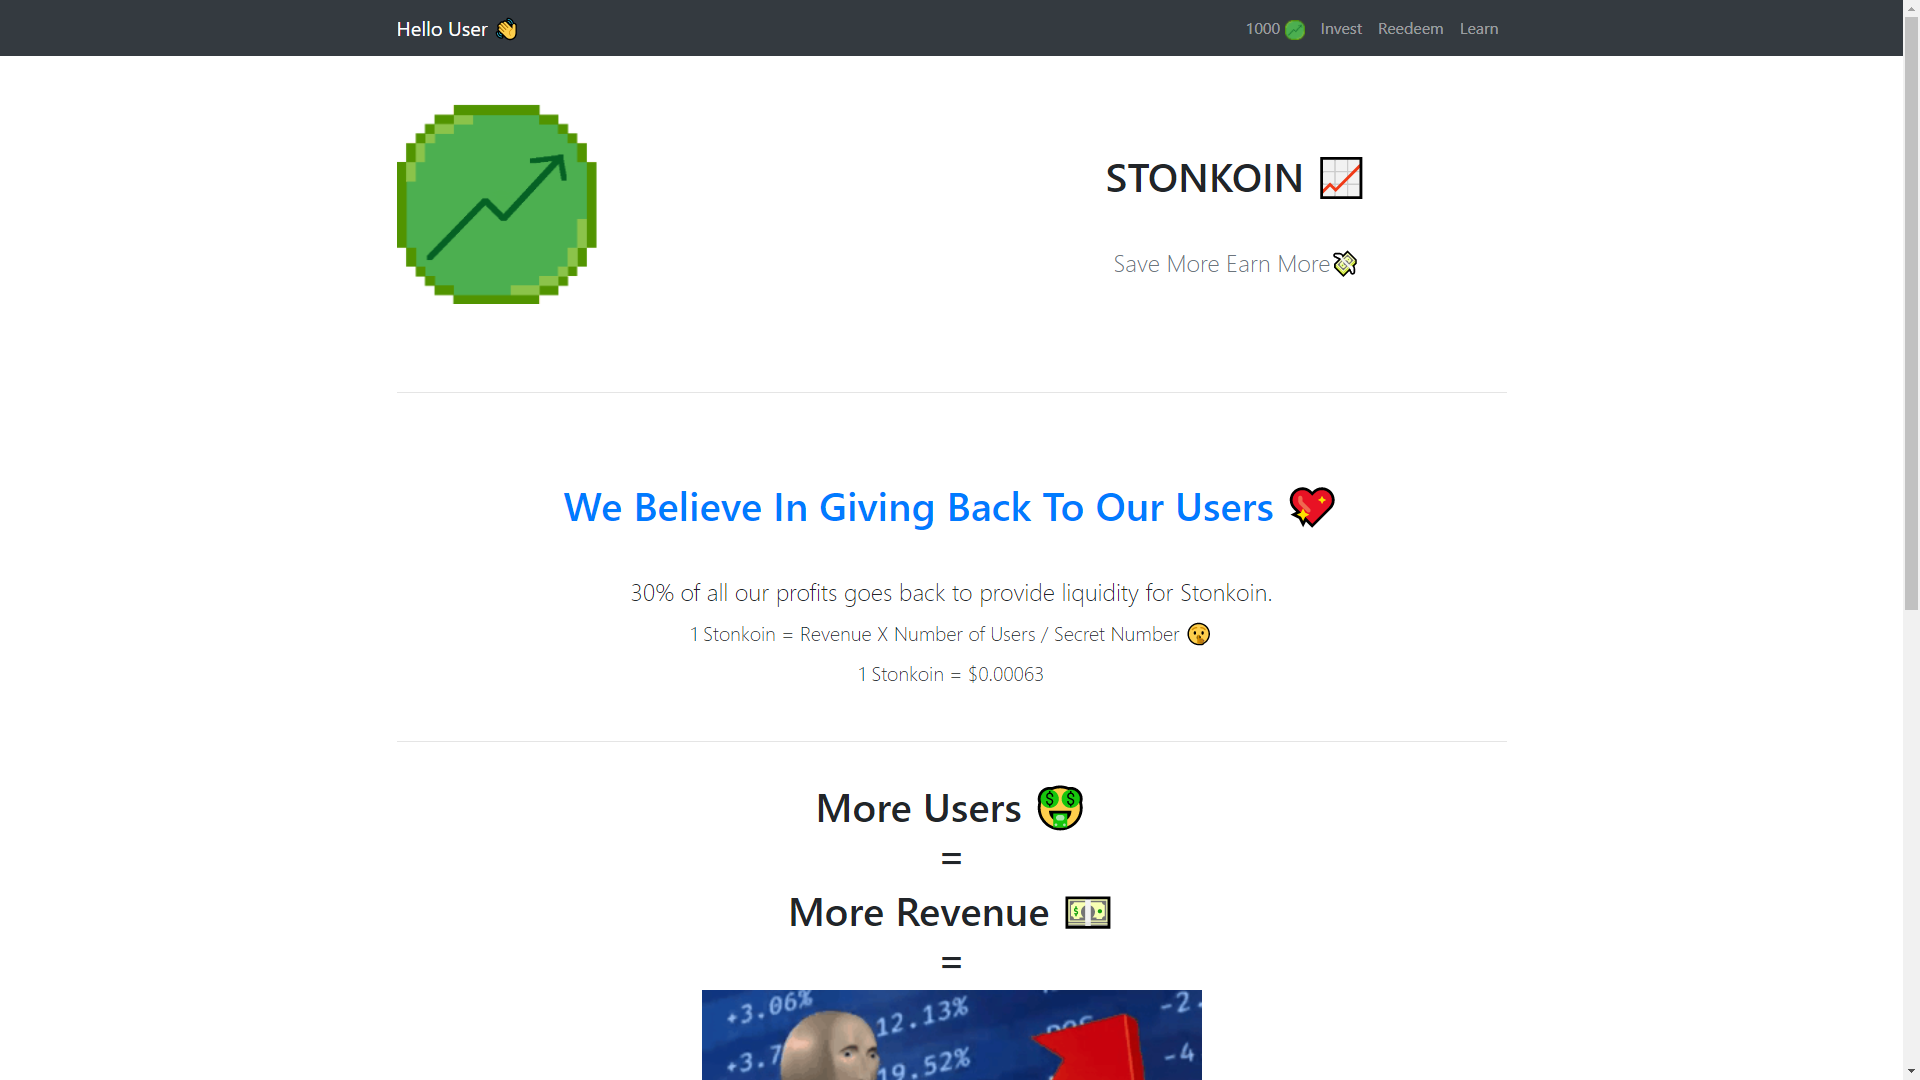 Hello User 👋
1000 Invest Reedeem Learn
STONKOIN 📈
Save More Earn More💸
We Believe In Giving Back To Our Users 💖
30% of all our profits goes back to provide liquidity for Stonkoin.
1 Stonkoin = Revenue X Number of Users / Secret Number 🤫
1 Stonkoin = $0.00063
More Users 🤑
=
More Revenue 💵
=
+3.06%
12.13%
-2.
+3.7
19.52%
-4